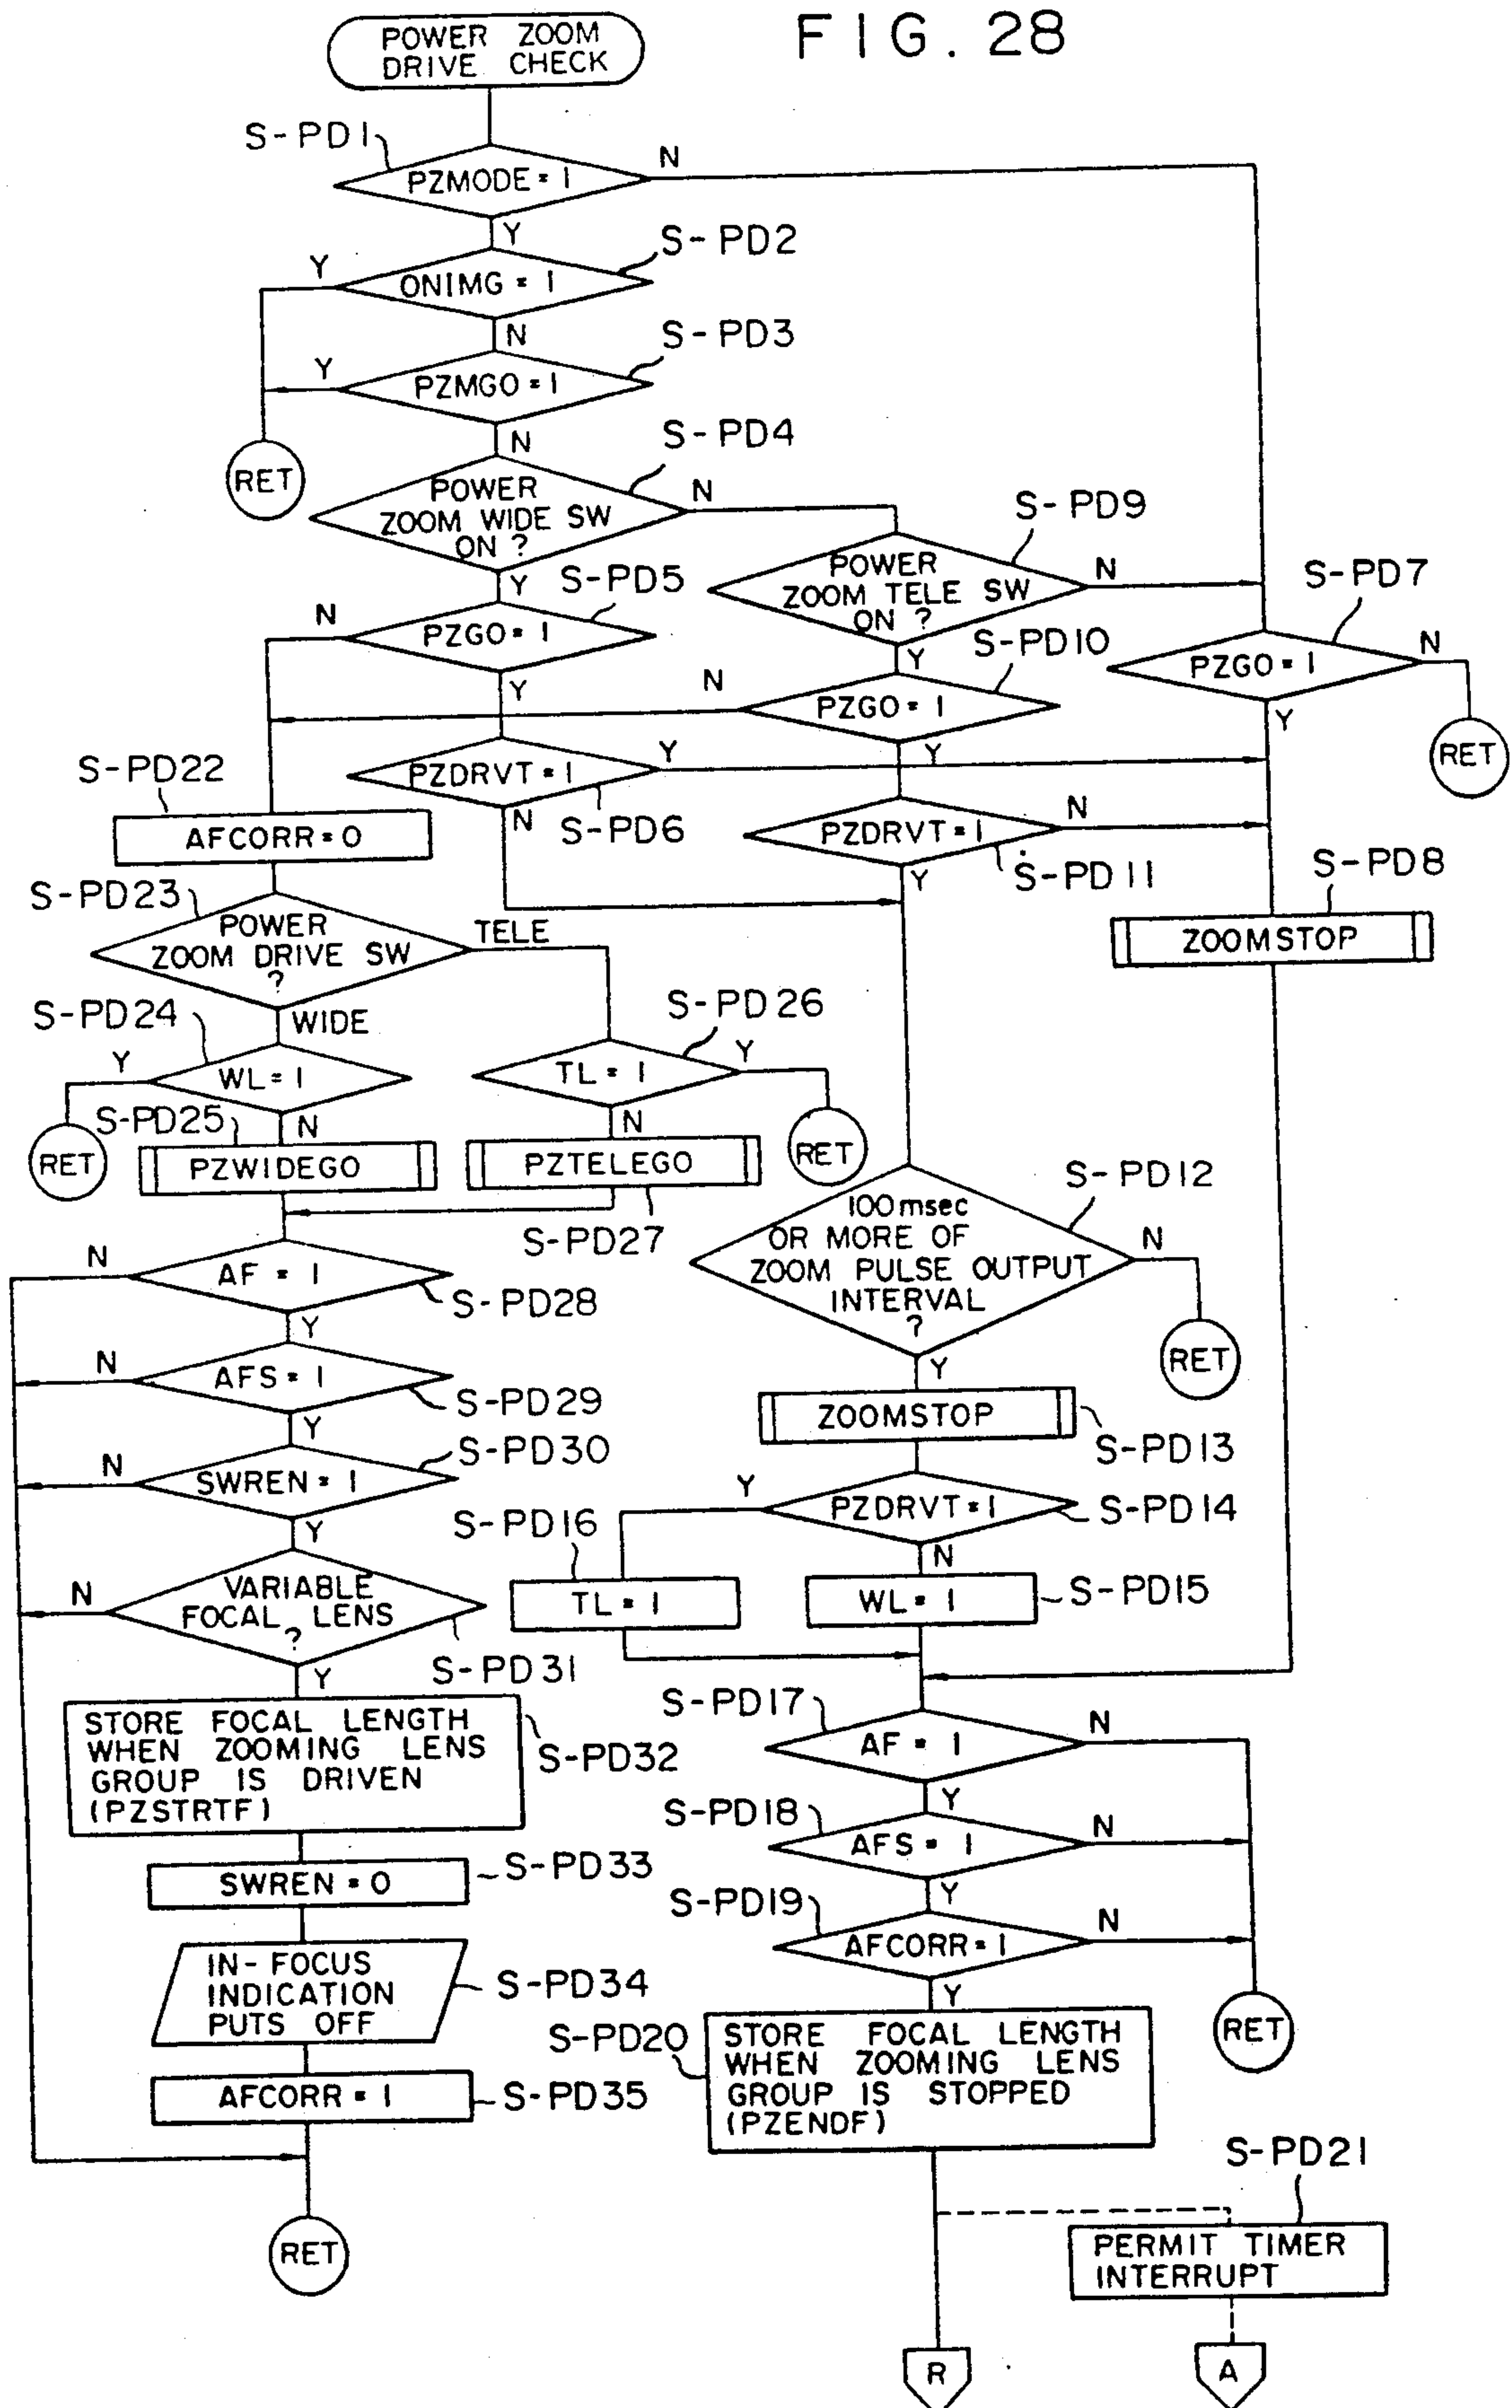 FIG. 28
POWER ZOOM
DRIVE CHECK
S-PD1
PZMODE = 1
N
Y
S-PD2
ONIMG = 1
Y
N
S-PD3
PZMGO = 1
Y
N
RET
S-PD4
POWER
ZOOM WIDE SW
ON ?
N
Y
S-PD9
POWER
ZOOM TELE SW
ON ?
N
Y
S-PD5
PZGO = 1
N
Y
S-PD7
PZGO = 1
N
Y
RET
S-PD10
PZGO = 1
N
Y
PZDRVT = 1
Y
N
S-PD6
PZDRVT = 1
N
Y
S-PD11
S-PD22
AFCORR = 0
S-PD8
ZOOMSTOP
S-PD23
POWER
ZOOM DRIVE SW
?
TELE
WIDE
S-PD24
WL = 1
Y
N
RET
S-PD26
TL = 1
Y
N
RET
S-PD25
PZWIDEGO
PZTELEGO
S-PD27
S-PD12
100msec
OR MORE OF
ZOOM PULSE OUTPUT
INTERVAL
?
N
Y
RET
AF = 1
N
Y
S-PD28
AFS = 1
N
Y
S-PD29
ZOOMSTOP
S-PD13
S-PD30
SWREN = 1
N
Y
PZDRVT = 1
Y
N
S-PD14
S-PD16
TL = 1
WL = 1
S-PD15
VARIABLE
FOCAL LENS
?
N
Y
S-PD31
STORE FOCAL LENGTH
WHEN ZOOMING LENS
GROUP IS DRIVEN
(PZSTRTF)
S-PD32
S-PD17
AF = 1
N
Y
S-PD18
AFS = 1
N
Y
SWREN = 0
S-PD33
S-PD19
AFCORR = 1
N
Y
RET
IN-FOCUS
INDICATION
PUTS OFF
S-PD34
S-PD20
STORE FOCAL LENGTH
WHEN ZOOMING LENS
GROUP IS STOPPED
(PZENDF)
AFCORR = 1
S-PD35
RET
S-PD21
PERMIT TIMER
INTERRUPT
R
A